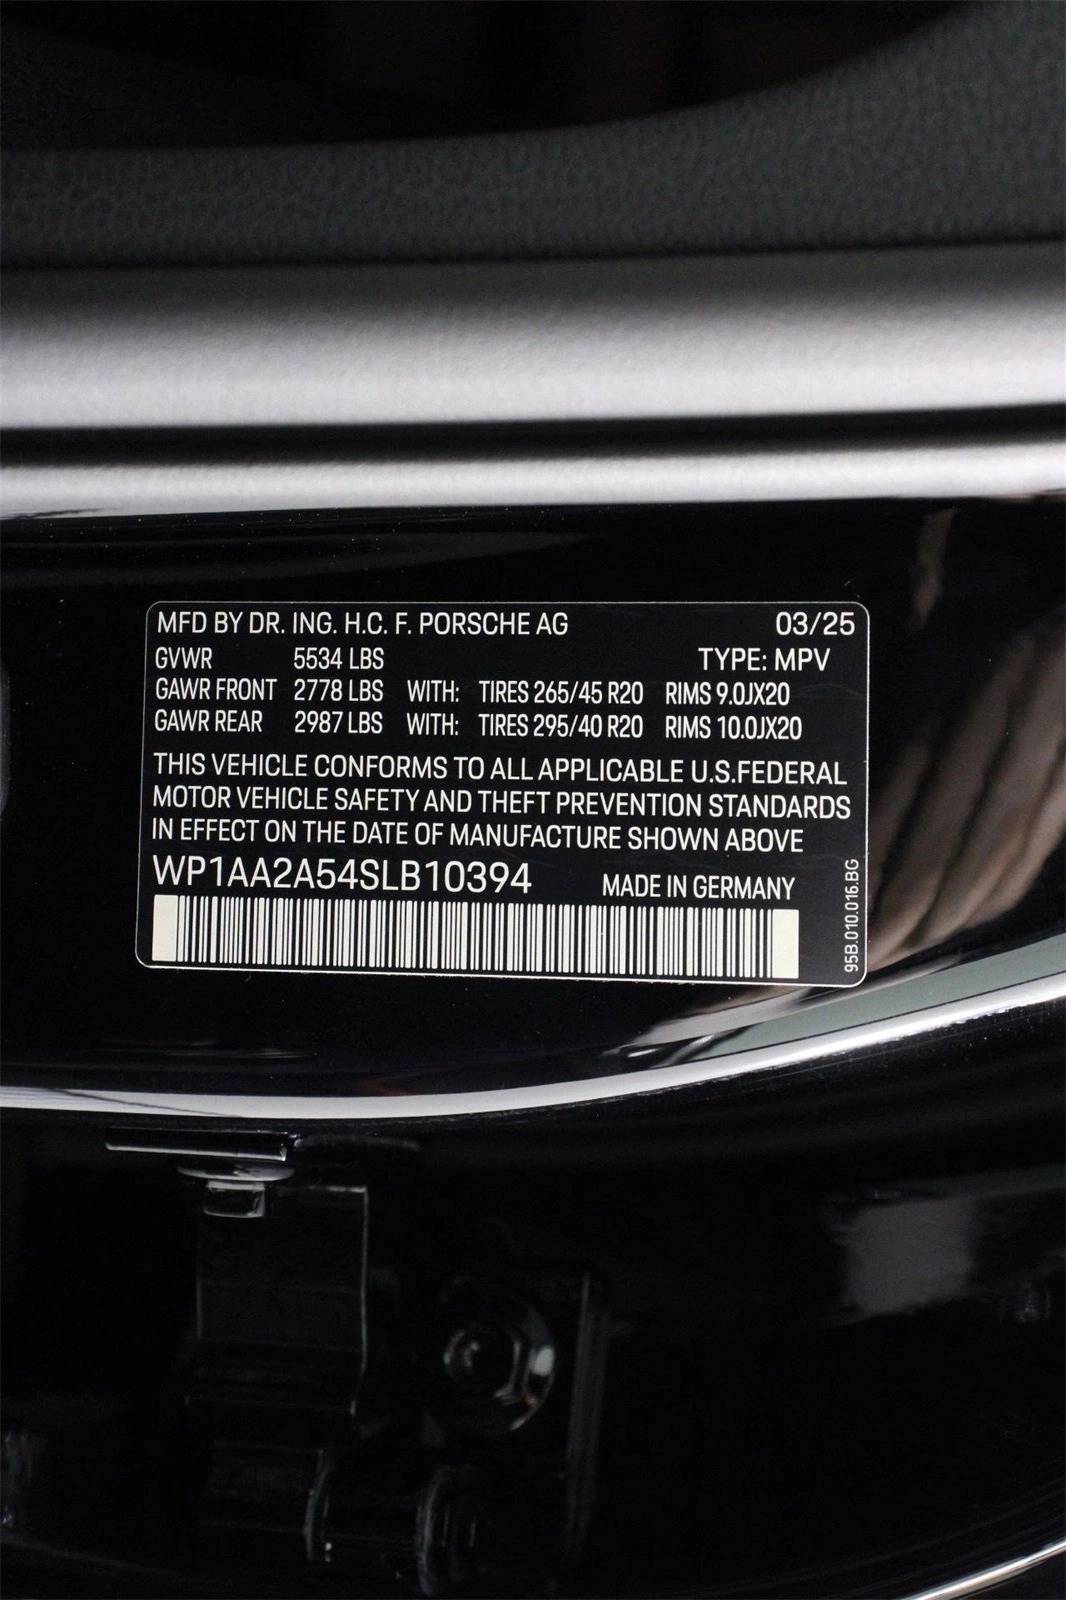 MFD BY DR. ING. H.C. F. PORSCHE AG 03/25
GVWR 5534 LBS TYPE: MPV
GAWR FRONT 2778 LBS WITH: TIRES 265/45 R20 RIMS 9.0JX20
GAWR REAR 2987 LBS WITH: TIRES 295/40 R20 RIMS 10.0JX20
THIS VEHICLE CONFORMS TO ALL APPLICABLE U.S.FEDERAL
MOTOR VEHICLE SAFETY AND THEFT PREVENTION STANDARDS
IN EFFECT ON THE DATE OF MANUFACTURE SHOWN ABOVE
WP1AA2A54SLB10394 MADE IN GERMANY
95B.010.016.BG